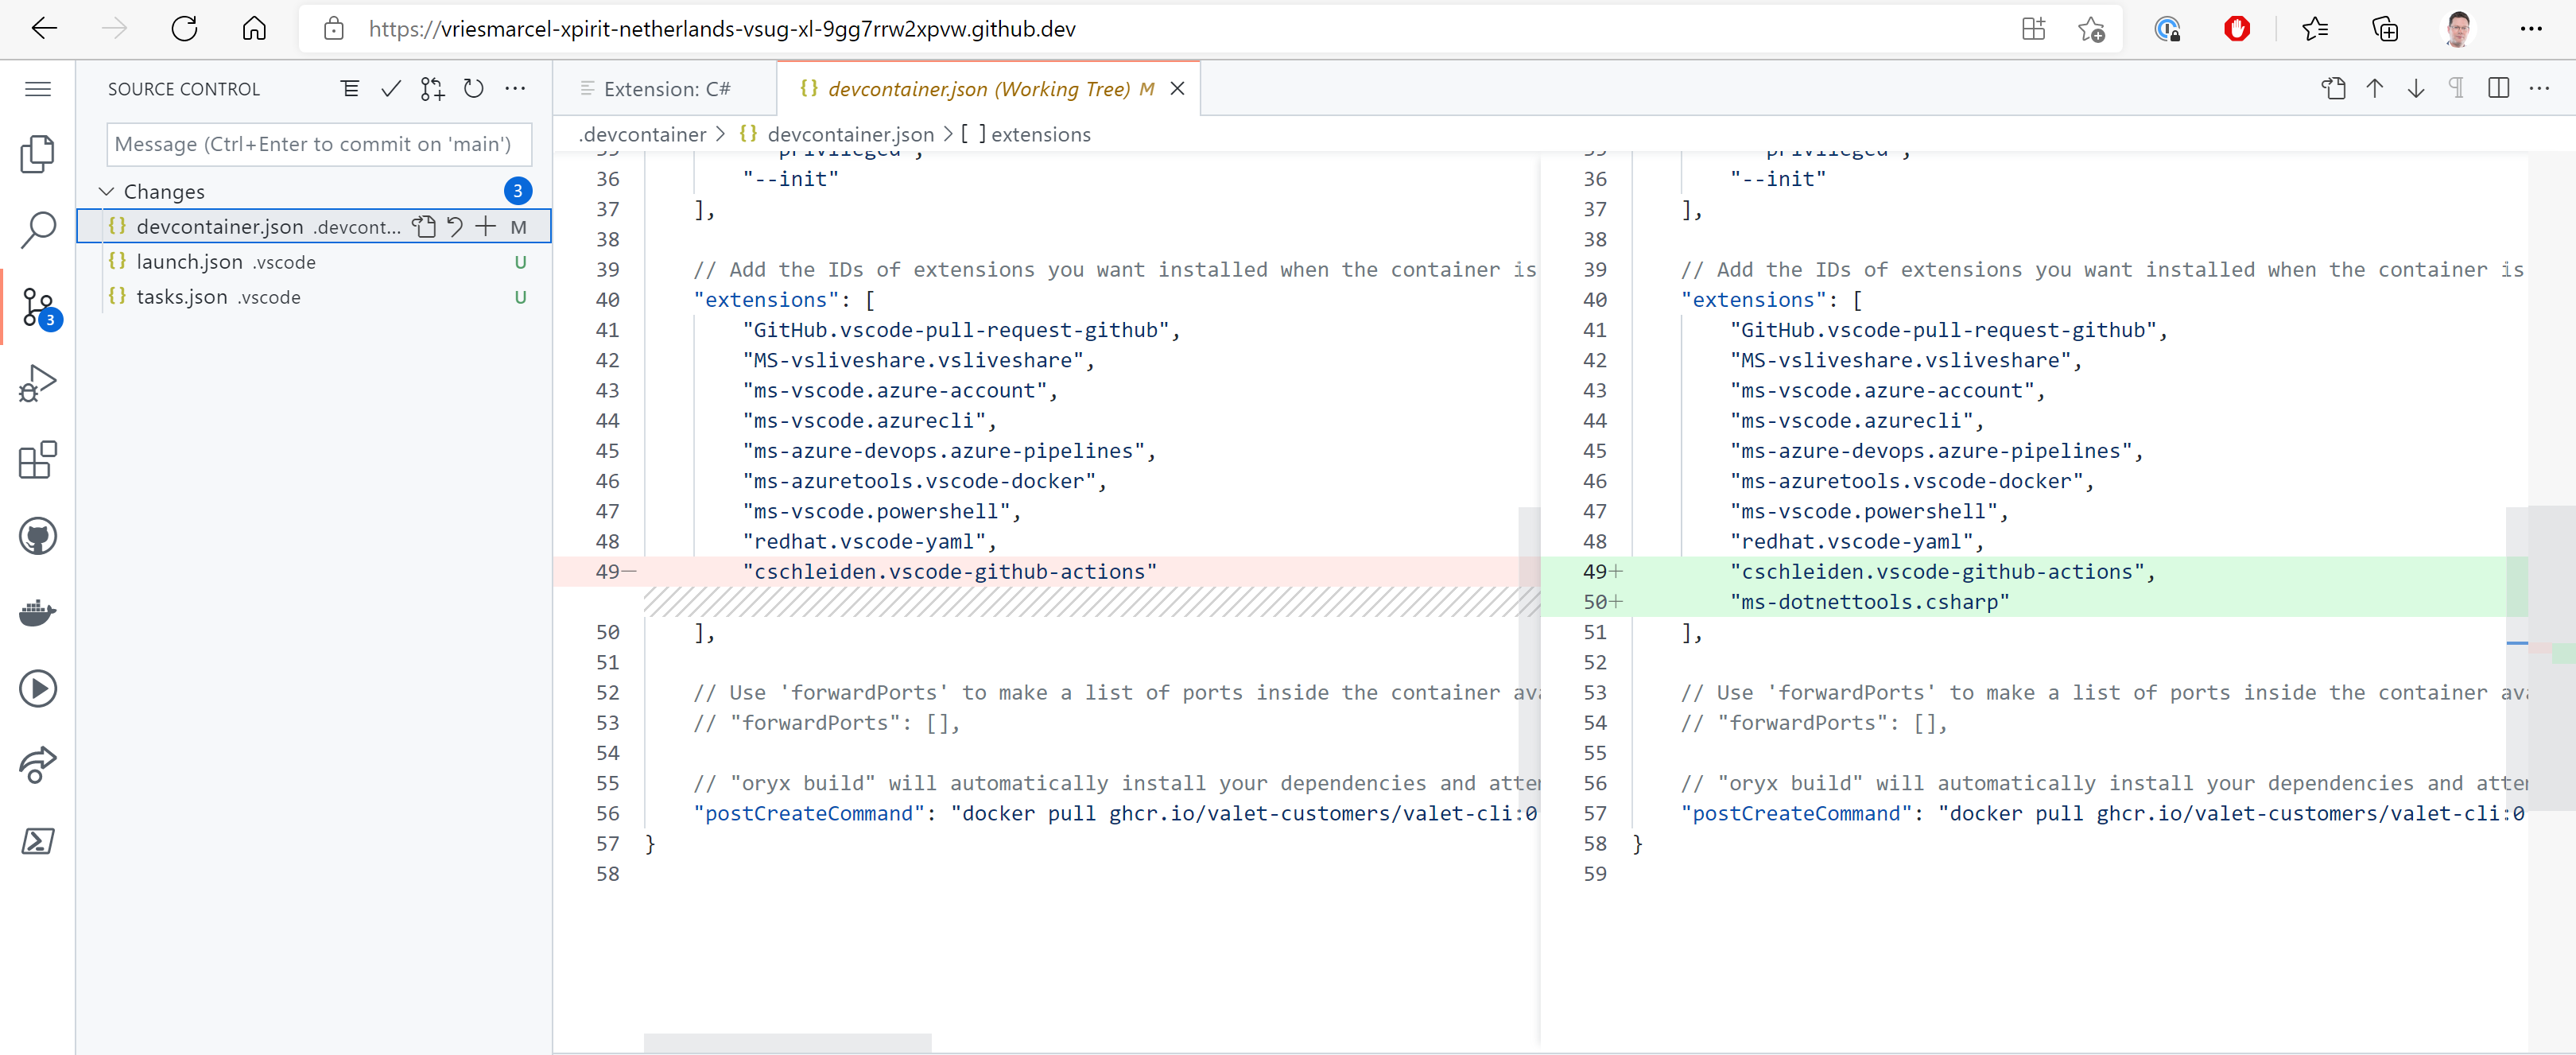 https://vriesmarcel-xpirit-netherlands-vsug-xl-9gg7rrw2xpvw.github.dev
SOURCE CONTROL
Message (Ctrl+Enter to commit on 'main')
Changes 3
{} devcontainer.json .devcont... M
{} launch.json .vscode U
{} tasks.json .vscode U
3
Extension: C#
{} devcontainer.json (Working Tree) M
.devcontainer > {} devcontainer.json > [ ] extensions
36 "--init"
37 ],
38
39 // Add the IDs of extensions you want installed when the container is
40 "extensions": [
41 "GitHub.vscode-pull-request-github",
42 "MS-vsliveshare.vsliveshare",
43 "ms-vscode.azure-account",
44 "ms-vscode.azurecli",
45 "ms-azure-devops.azure-pipelines",
46 "ms-azuretools.vscode-docker",
47 "ms-vscode.powershell",
48 "redhat.vscode-yaml",
49— "cschleiden.vscode-github-actions"
50 ],
51
52 // Use 'forwardPorts' to make a list of ports inside the container ava
53 // "forwardPorts": [],
54
55 // "oryx build" will automatically install your dependencies and atte
56 "postCreateCommand": "docker pull ghcr.io/valet-customers/valet-cli:0
57 }
58
36 "--init"
37 ],
38
39 // Add the IDs of extensions you want installed when the container is
40 "extensions": [
41 "GitHub.vscode-pull-request-github",
42 "MS-vsliveshare.vsliveshare",
43 "ms-vscode.azure-account",
44 "ms-vscode.azurecli",
45 "ms-azure-devops.azure-pipelines",
46 "ms-azuretools.vscode-docker",
47 "ms-vscode.powershell",
48 "redhat.vscode-yaml",
49+ "cschleiden.vscode-github-actions",
50+ "ms-dotnettools.csharp"
51 ],
52
53 // Use 'forwardPorts' to make a list of ports inside the container ava
54 // "forwardPorts": [],
55
56 // "oryx build" will automatically install your dependencies and atte
57 "postCreateCommand": "docker pull ghcr.io/valet-customers/valet-cli:0
58 }
59